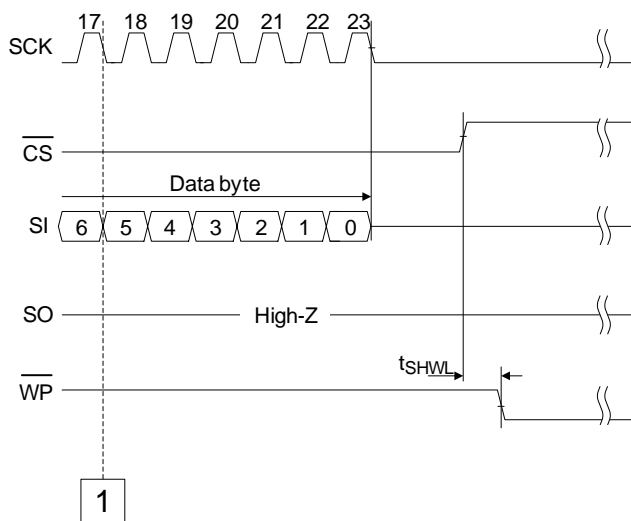 17 18 19 20 21 22 23
SCK
CS
Data byte
SI 6 5 4 3 2 1 0
SO High-Z
tSHWL
WP
1